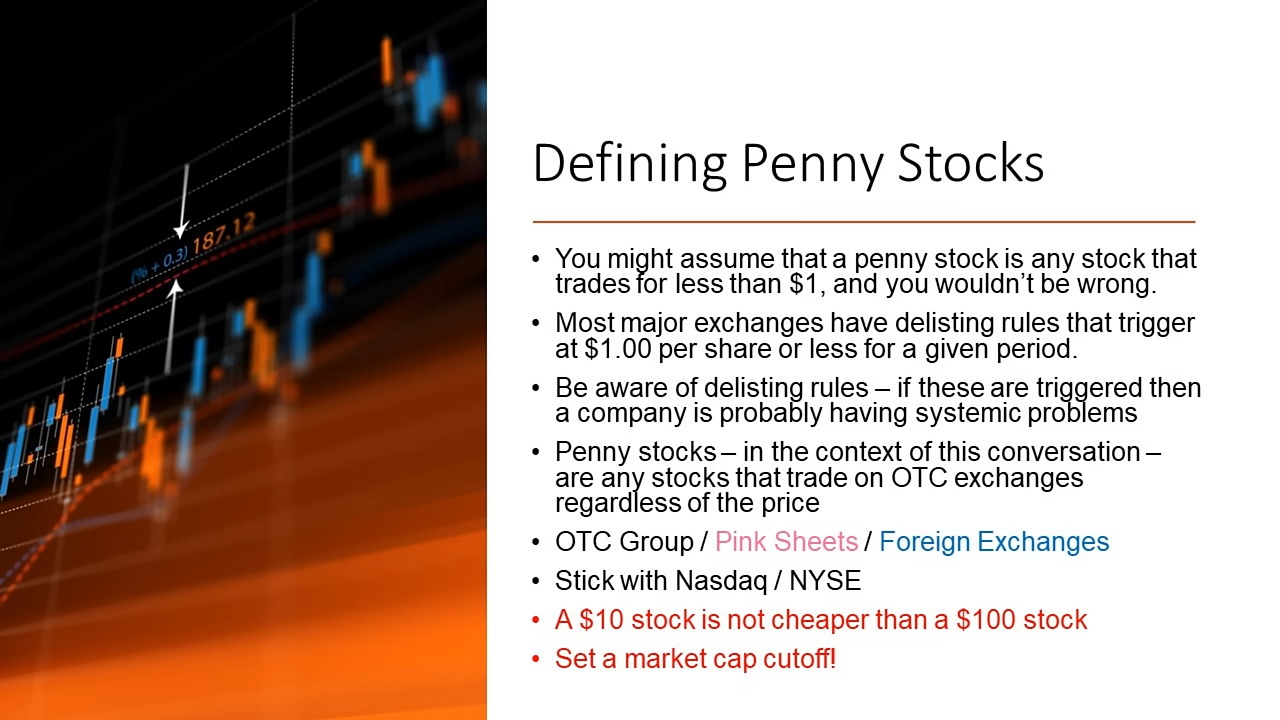 Defining Penny Stocks
• You might assume that a penny stock is any stock that
trades for less than $1, and you wouldn’t be wrong.
• Most major exchanges have delisting rules that trigger
at $1.00 per share or less for a given period.
• Be aware of delisting rules – if these are triggered then
a company is probably having systemic problems
• Penny stocks – in the context of this conversation –
are any stocks that trade on OTC exchanges
regardless of the price
• OTC Group / Pink Sheets / Foreign Exchanges
• Stick with Nasdaq / NYSE
• A $10 stock is not cheaper than a $100 stock
• Set a market cap cutoff!
(% + 0.3) 187.12